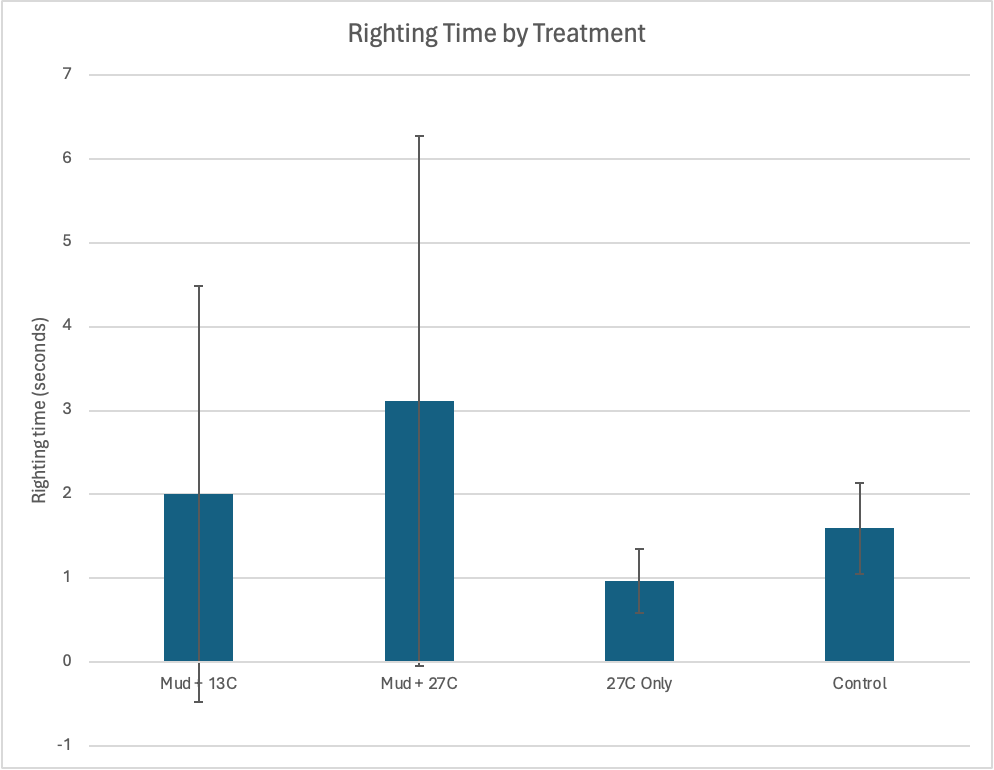 Righting Time by Treatment
Righting time (seconds)
7
6
5
4
3
2
1
0
-1
Mud + 13C
Mud + 27C
27C Only
Control